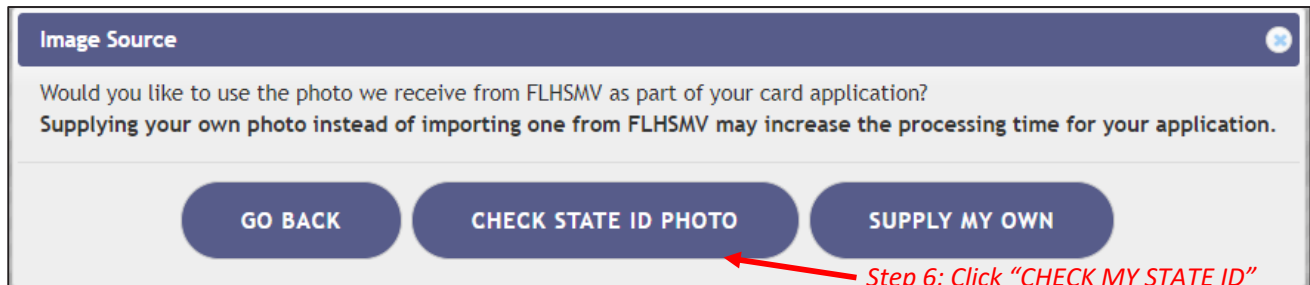 Image Source
Would you like to use the photo we receive from FLHSMV as part of your card application?
Supplying your own photo instead of importing one from FLHSMV may increase the processing time for your application.
GO BACK CHECK STATE ID PHOTO SUPPLY MY OWN
Step 6: Click “CHECK MY STATE ID”